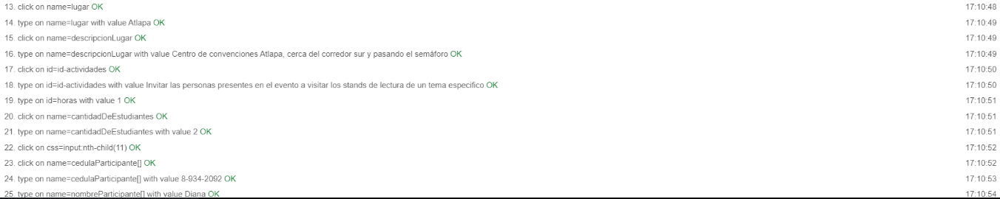 13. click on name=lugar OK 17:10:48
14. type on name=lugar with value Atlapa OK 17:10:49
15. click on name=descripcionLugar OK 17:10:49
16. type on name=descripcionLugar with value Centro de convenciones Atlapa, cerca del corredor sur y pasando el semáforo OK 17:10:49
17. click on id=id-actividades OK 17:10:50
18. type on id=id-actividades with value Invitar las personas presentes en el evento a visitar los stands de lectura de un tema especifico OK 17:10:50
19. type on id=horas with value 1 OK 17:10:51
20. click on name=cantidadDeEstudiantes OK 17:10:51
21. type on name=cantidadDeEstudiantes with value 2 OK 17:10:51
22. click on css=input:nth-child(11) OK 17:10:52
23. click on name=cedulaParticipante[] OK 17:10:52
24. type on name=cedulaParticipante[] with value 8-934-2092 OK 17:10:53
25. type on name=nombreParticipante[] with value Diana OK 17:10:54